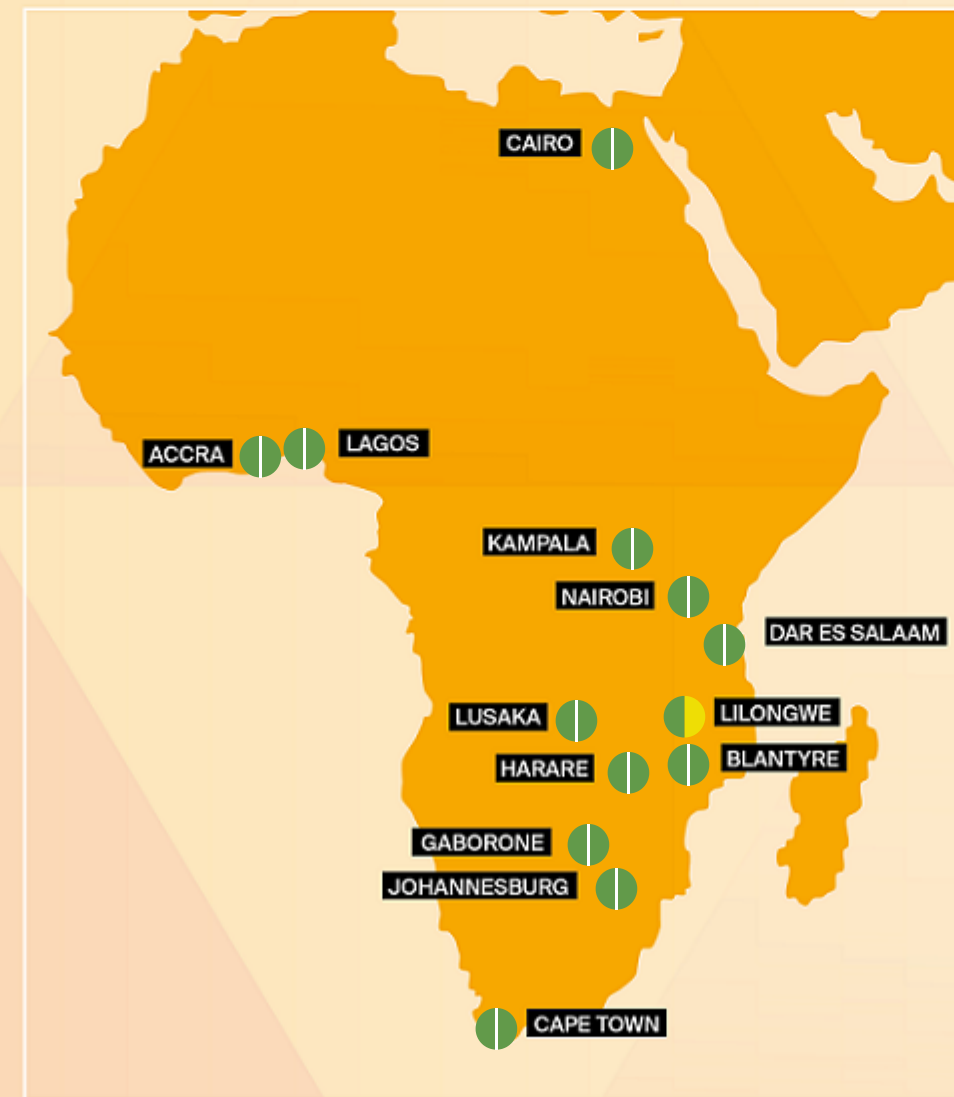 CAIRO
ACCRA
LAGOS
KAMPALA
NAIROBI
DAR ES SALAAM
LUSAKA
LILONGWE
HARARE
BLANTYRE
GABORONE
JOHANNESBURG
CAPE TOWN